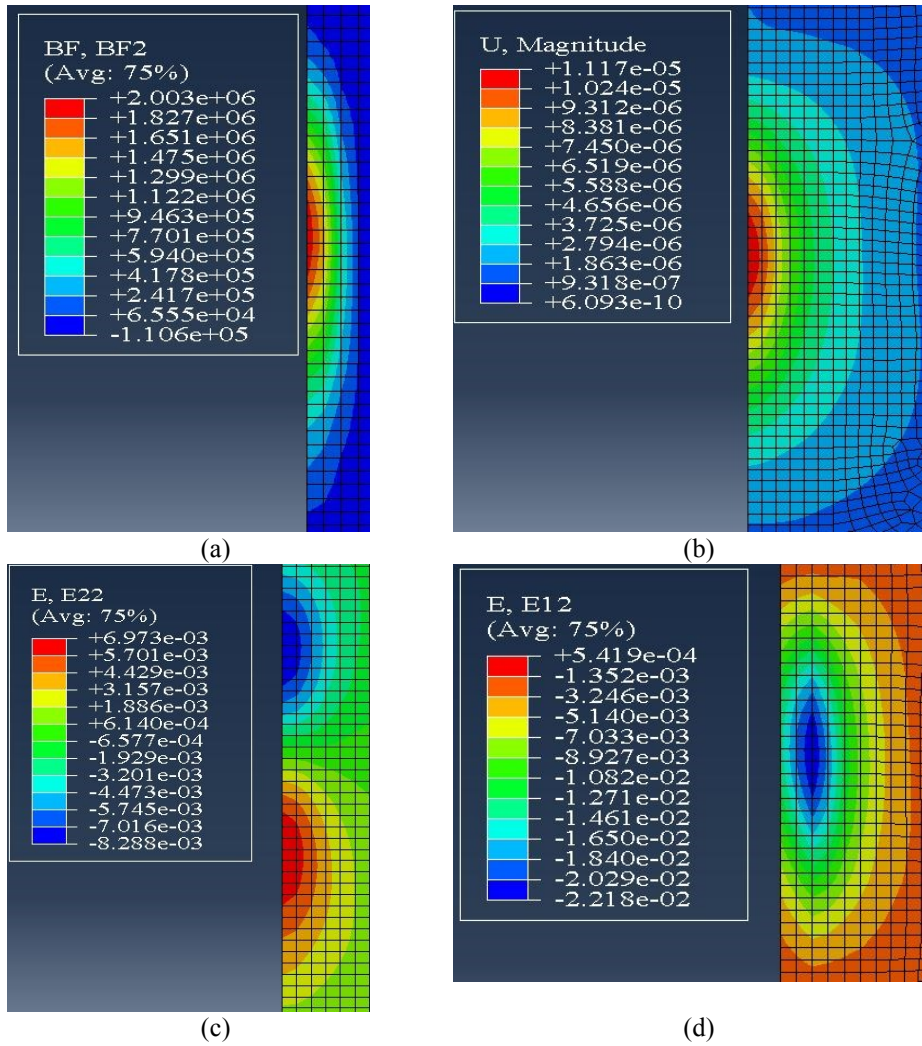 BF, BF2
(Avg: 75%)
+2.003e+06
+1.827e+06
+1.651e+06
+1.475e+06
+1.299e+06
+1.122e+06
+9.463e+05
+7.701e+05
+5.940e+05
+4.178e+05
+2.417e+05
+6.555e+04
-1.106e+05
(a)
U, Magnitude
+1.117e-05
+1.024e-05
+9.312e-06
+8.381e-06
+7.450e-06
+6.519e-06
+5.588e-06
+4.656e-06
+3.725e-06
+2.794e-06
+1.863e-06
+9.318e-07
+6.093e-10
(b)
E, E22
(Avg: 75%)
+6.973e-03
+5.701e-03
+4.429e-03
+3.157e-03
+1.886e-03
+6.140e-04
-6.577e-04
-1.929e-03
-3.201e-03
-4.473e-03
-5.745e-03
-7.016e-03
-8.288e-03
(c)
E, E12
(Avg: 75%)
+5.419e-04
-1.352e-03
-3.246e-03
-5.140e-03
-7.033e-03
-8.927e-03
-1.082e-02
-1.271e-02
-1.461e-02
-1.650e-02
-1.840e-02
-2.029e-02
-2.218e-02
(d)